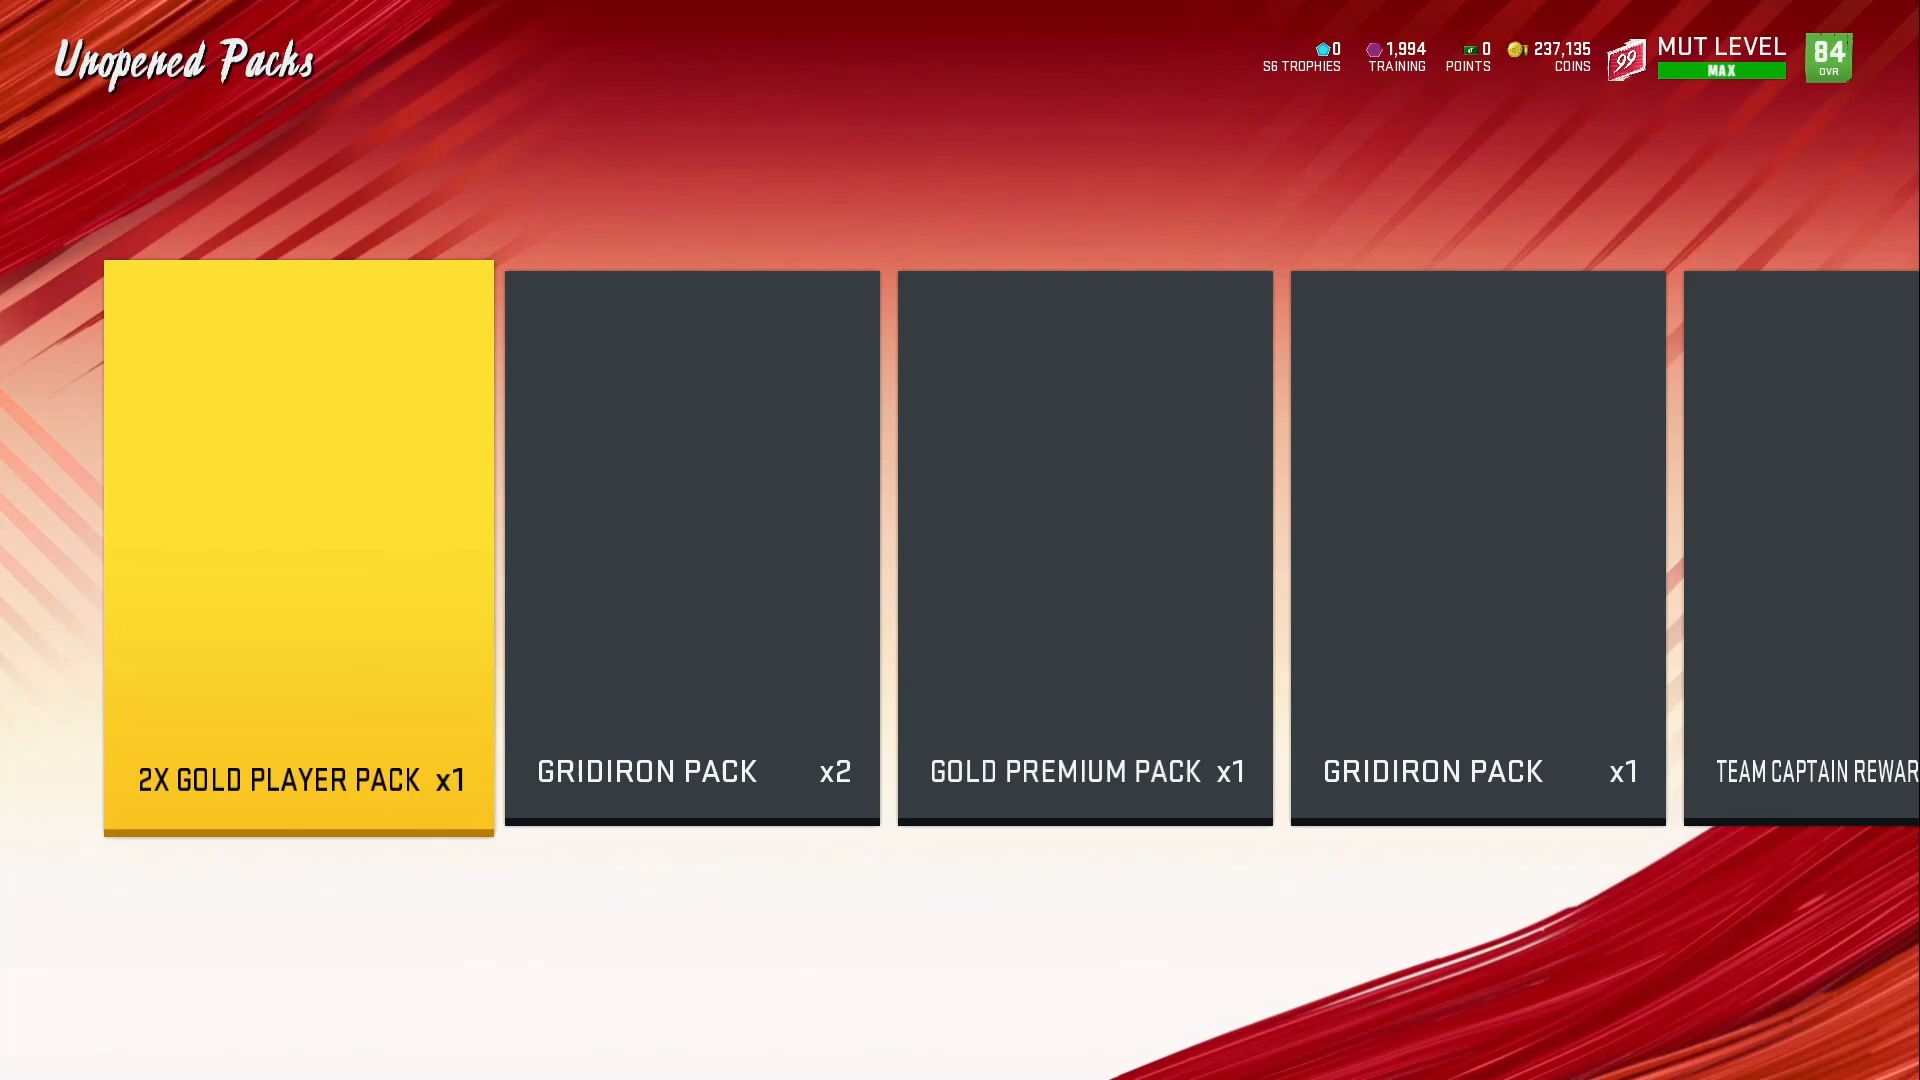 Unopened Packs
0
S6 TROPHIES
1,994
TRAINING
0
POINTS
237,135
COINS
99
MUT LEVEL
MAX
84
OVR
2X GOLD PLAYER PACK x1
GRIDIRON PACK x2
GOLD PREMIUM PACK x1
GRIDIRON PACK x1
TEAM CAPTAIN REWAR